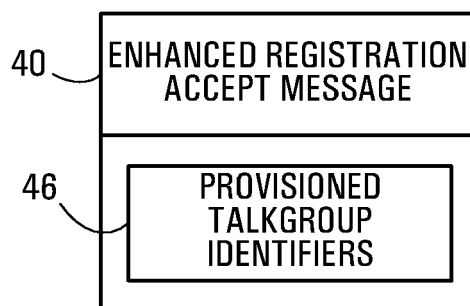 40
ENHANCED REGISTRATION
ACCEPT MESSAGE
46
PROVISIONED
TALKGROUP
IDENTIFIERS